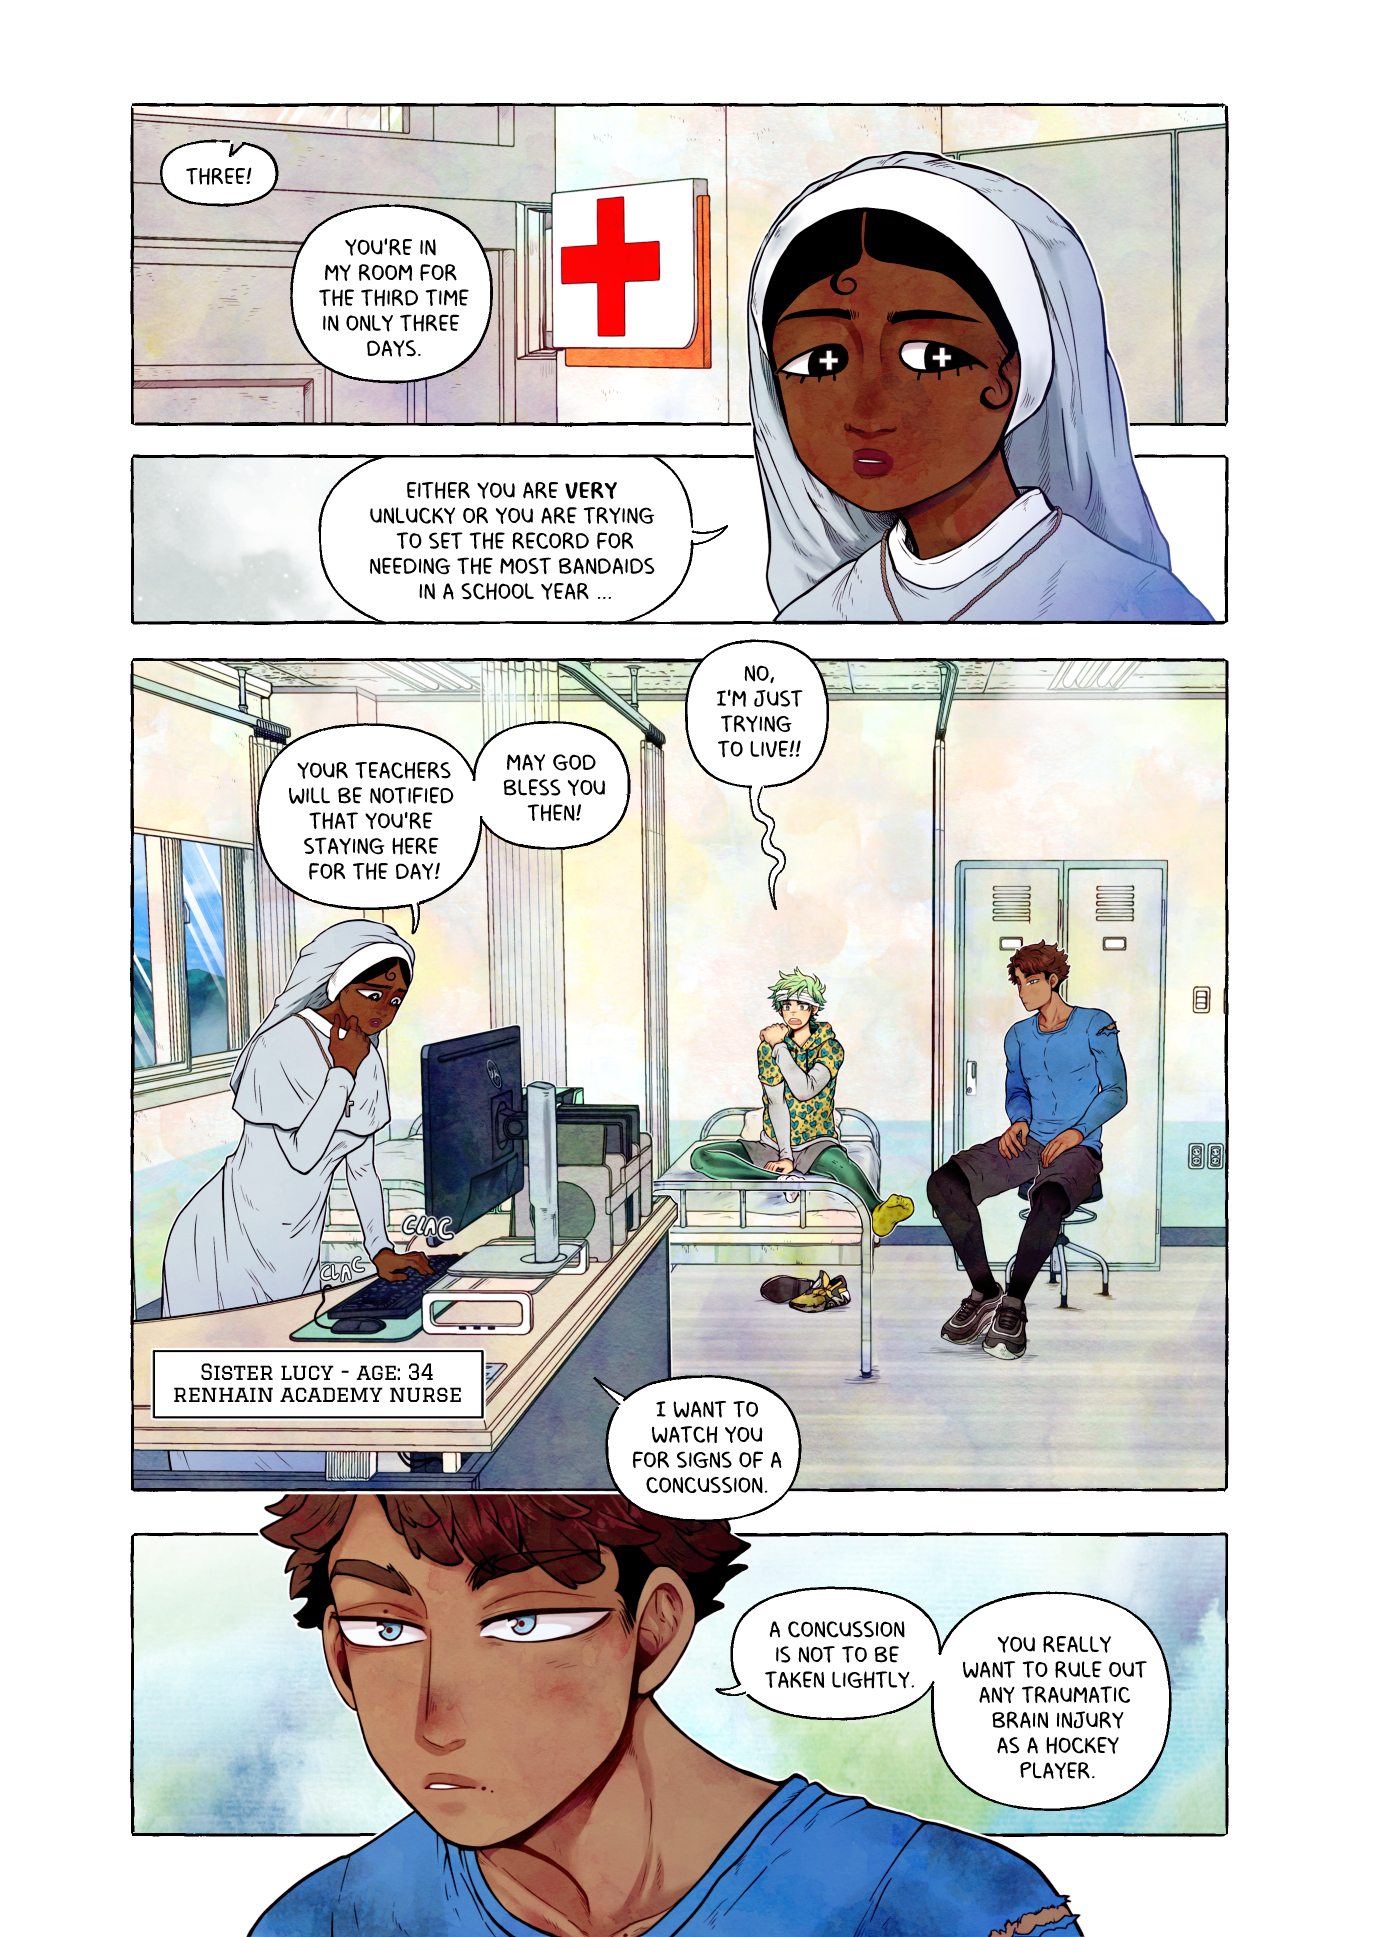 THREE!
YOU'RE IN
MY ROOM FOR
THE THIRD TIME
IN ONLY THREE
DAYS.
EITHER YOU ARE VERY
UNLUCKY OR YOU ARE TRYING
TO SET THE RECORD FOR
NEEDING THE MOST BANDAIDS
IN A SCHOOL YEAR ...
NO,
I'M JUST
TRYING
TO LIVE!!
YOUR TEACHERS
WILL BE NOTIFIED
THAT YOU'RE
STAYING HERE
FOR THE DAY!
MAY GOD
BLESS YOU
THEN!
CLAC
CLAC
SISTER LUCY - AGE: 34
RENHAIN ACADEMY NURSE
I WANT TO
WATCH YOU
FOR SIGNS OF A
CONCUSSION.
A CONCUSSION
IS NOT TO BE
TAKEN LIGHTLY.
YOU REALLY
WANT TO RULE OUT
ANY TRAUMATIC
BRAIN INJURY
AS A HOCKEY
PLAYER.